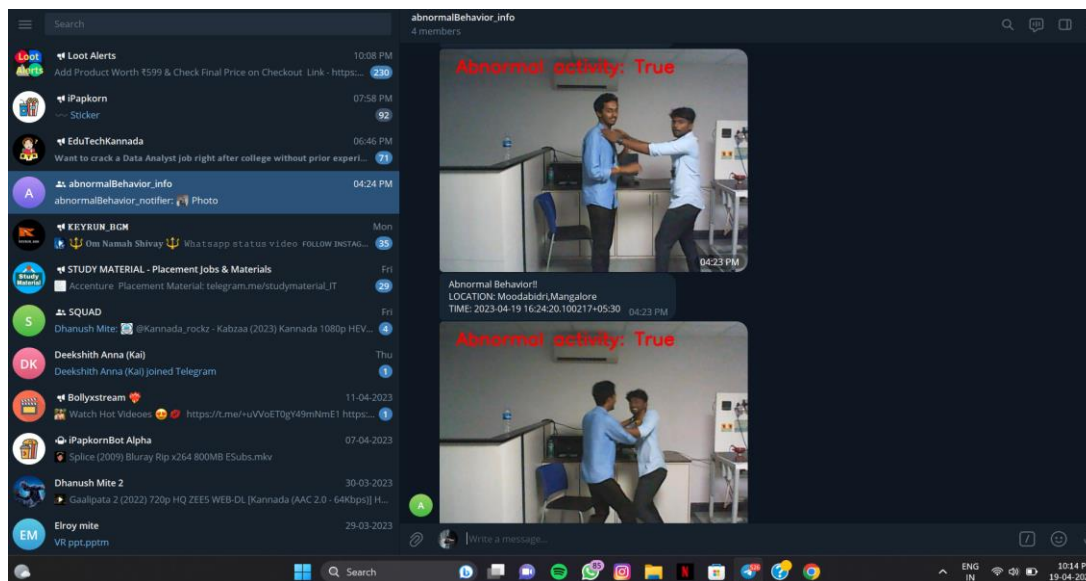 Search
Loot Alerts
10:08 PM
Add Product Worth ₹599 & Check Final Price on Checkout Link - https:...
230
iPapkorn
07:58 PM
Sticker
92
EduTechKannada
06:46 PM
Want to crack a Data Analyst job right after college without prior experi...
71
A
abnormalBehavior_info
04:24 PM
abnormalBehavior_notifier: Photo
KEYRUN_BGM
Mon
Om Namah Shivay Whatsapp status video FOLLOW INSTAG...
35
STUDY MATERIAL - Placement Jobs & Materials
Fri
Accenture Placement Material: telegram.me/studymaterial_IT
29
S
SQUAD
Fri
Dhanush Mite: @Kannada_rockz - Kabzaa (2023) Kannada 1080p HEV...
4
DK
Deekshith Anna (Kai)
Thu
Deekshith Anna (Kai) joined Telegram
1
Bollyxstream
11-04-2023
Watch Hot Videoes https://t.me/+uVVoET0gY49mNmE1 https:...
1
iPapkornBot Alpha
07-04-2023
Splice (2009) Bluray Rip x264 800MB ESubs.mkv
Dhanush Mite 2
30-03-2023
Gaalipata 2 (2022) 720p HQ ZEE5 WEB-DL [Kannada (AAC 2.0 - 64Kbps)] H...
EM
Elroy mite
29-03-2023
VR ppt.pptm
abnormalBehavior_info
4 members
Abnormal activity: True
04:23 PM
Abnormal Behavior!!
LOCATION: Moodabidri,Mangalore
TIME: 2023-04-19 16:24:20.100217+05:30
04:23 PM
Abnormal activity: True
A
Write a message...
Search
85
ENG
IN
10:14
19-04-20